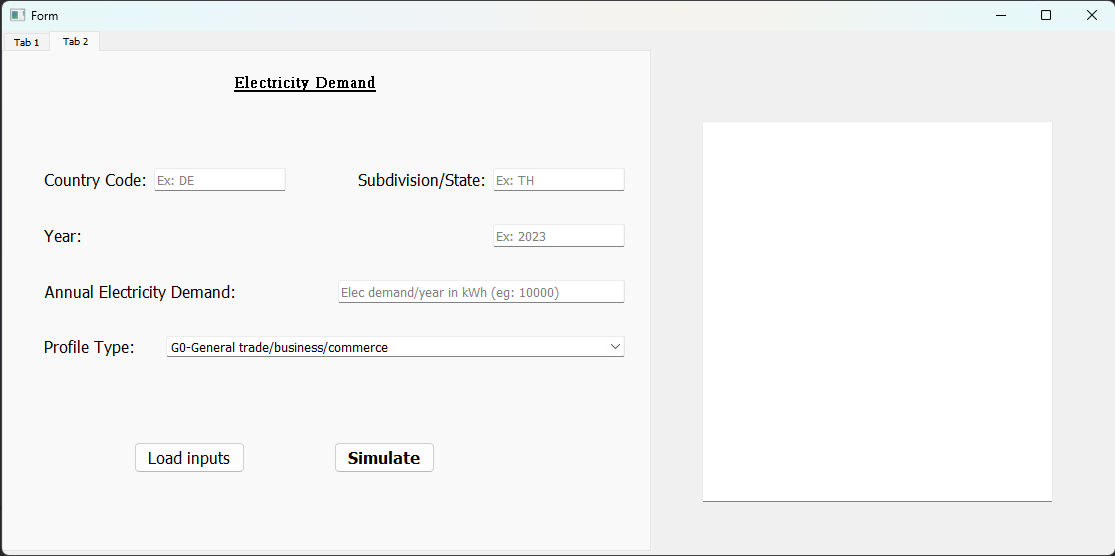 Form
Tab 1 Tab 2
Electricity Demand
Country Code: Ex: DE Subdivision/State: Ex: TH
Year: Ex: 2023
Annual Electricity Demand: Elec demand/year in kWh (eg: 10000)
Profile Type: G0-General trade/business/commerce
Load inputs Simulate